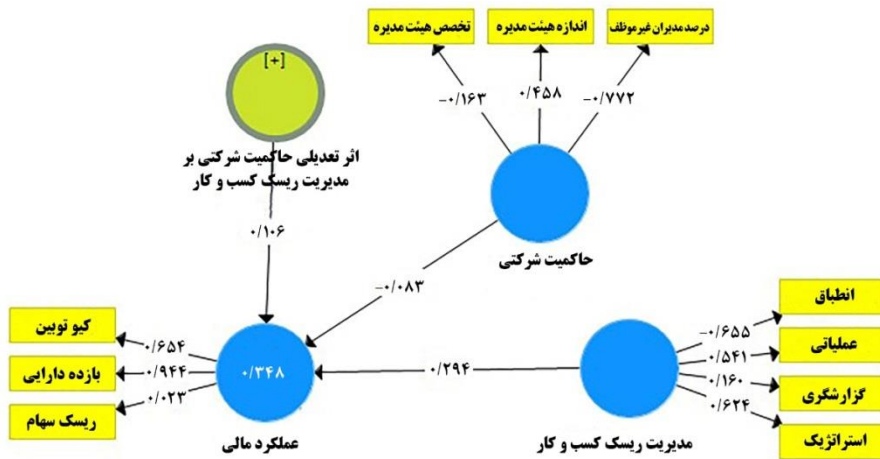 تخصص هیئت مدیره
اندازه هیئت مدیره
درصد مدیران غیر موظف
[+]
-۰/۱۶۳
۰/۴۵۸
-۰/۷۷۲
اثر تعدیلی حاکمیت شرکتی بر
مدیریت ریسک کسب و کار
۰/۱۰۶
حاکمیت شرکتی
-۰/۰۸۳
کیو توبین
بازده دارایی
ریسک سهام
۰/۶۵۴
۰/۹۴۴
۰/۰۲۳
۰/۳۴۸
عملکرد مالی
۰/۲۹۴
مدیریت ریسک کسب و کار
-۰/۶۵۵
۰/۵۴۱
۰/۱۶۰
۰/۶۲۴
انطباق
عملیاتی
گزارشگری
استراتژیک